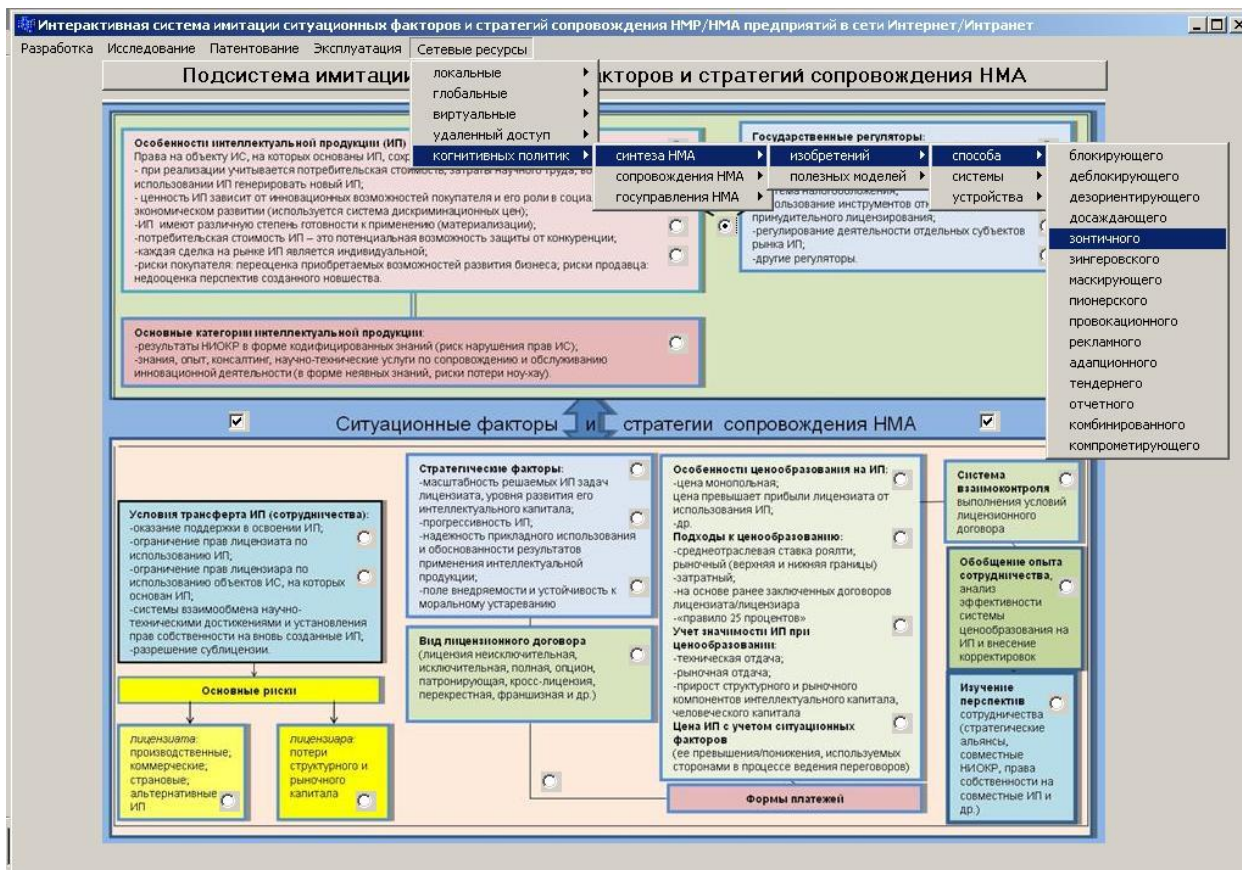 Интерактивная система имитации ситуационных факторов и стратегий сопровождения НМР/НМА предприятий в сети Интернет/Интранет
Разработка Исследование Патентование Эксплуатация Сетевые ресурсы
Подсистема имитации
кторов и стратегий сопровождения НМА
локальные
глобальные
виртуальные
удаленный доступ
когнитивных политик
синтеза НМА
сопровождения НМА
госуправления НМА
изобретений
полезных моделей
способа
системы
устройства
блокирующего
деблокирующего
дезориентирующего
досаждающего
зонтичного
зингеровского
маскирующего
пионерского
провокационного
рекламного
адапционного
тендерного
отчетного
комбинированного
компрометирующего
Особенности интеллектуальной продукции (ИП)
Права на объекту ИС, на которых основаны ИП,
- при реализации учитывается потребительская стоимость, затраты научного труда,
использовании ИП генерировать новый ИП;
- ценность ИП зависит от инновационных возможностей покупателя и его роли в
экономическом развитии (используется система дискриминационных цен);
-ИП имеют различную степень готовности к применению (материализации);
-потребительская стоимость ИП – это потенциальная возможность защиты от конкуренции;
-каждая сделка на рынке ИП является индивидуальной;
-риски покупателя: переоценка приобретаемых возможностей развития бизнеса; риски продавца:
недооценка перспектив созданного новшества.
Государственные регуляторы:
налогообложения,
инструментов
принудительного лицензирования;
-регулирование деятельности отдельных субъектов
рынка ИП;
-другие регуляторы.
Основные категории интеллектуальной продукции:
-результаты НИОКР в форме кодифицированных знаний (риск нарушения прав ИС);
-знания, опыт, консалтинг, научно-технические услуги по сопровождению и обслуживанию
инновационной деятельности (в форме неявных знаний, риски потери ноу-хау).
Ситуационные факторы и стратегии сопровождения НМА
Условия трансферта ИП (сотрудничества):
-оказание поддержки в освоении ИП;
-ограничение прав лицензиата по
использованию ИП;
-ограничение прав лицензиара по
использованию объектов ИС, на которых
основан ИП;
-системы взаимообмена научно-
техническими достижениями и установления
прав собственности на вновь созданные ИП,
-разрешение сублицензии.
Основные риски
лицензиата:
производственные;
коммерческие;
страновые;
альтернативные
ИП
лицензиара:
потери
структурного и
рыночного
капитала
Стратегические факторы:
-масштабность решаемых ИП задач
лицензиата, уровня развития его
интеллектуального капитала;
-прогрессивность ИП;
-надежность прикладного использования
и обоснованности результатов
применения интеллектуальной
продукции;
-поле внедряемости и устойчивость к
моральному устареванию
Вид лицензионного договора
(лицензия неисключительная,
исключительная, полная, опцион,
патронирующая, кросс-лицензия,
перекрестная, франшизная и др.)
Особенности ценообразования на ИП:
-цена монопольная;
цена превышает прибыли лицензиата от
использования ИП;
-др.
Подходы к ценообразованию:
-среднеотраслевая ставка роялти,
рыночный (верхняя и нижняя границы)
-затратный;
-на основе ранее заключенных договоров
лицензиата/лицензиара
-«правило 25 процентов»
Учет значимости ИП при
ценообразовании:
-техническая отдача;
-рыночная отдача;
-прирост структурного и рыночного
компонентов интеллектуального капитала,
человеческого капитала
Цена ИП с учетом ситуационных
факторов
(ее превышения/понижения, используемых
сторонами в процессе ведения переговоров)
Формы платежей
Система
взаимоконтроля
выполнения условий
лицензионного
договора
Обобщение опыта
сотрудничества,
анализ
эффективности
системы
ценообразования на
ИП и внесение
корректировок
Изучение
перспектив
сотрудничества
(стратегические
альянсы,
совместные
НИОКР, права
собственности на
совместные ИП и
др.)